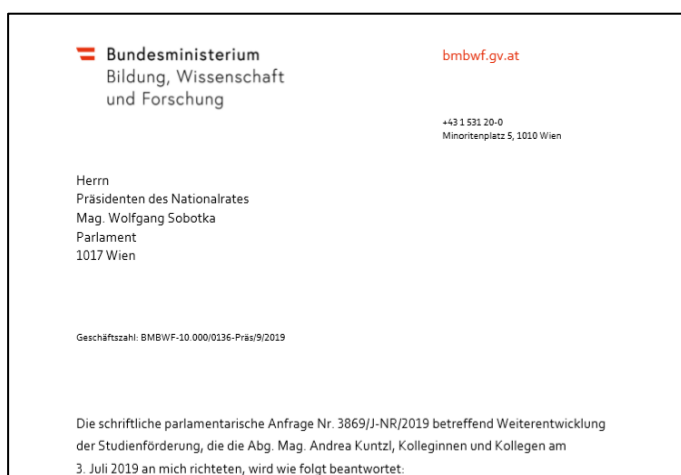 Bundesministerium
Bildung, Wissenschaft
und Forschung
bmbwf.gv.at
+43 1 531 20-0
Minoritenplatz 5, 1010 Wien
Herrn
Präsidenten des Nationalrates
Mag. Wolfgang Sobotka
Parlament
1017 Wien
Geschäftszahl: BMBWF-10.000/0136-Präs/9/2019
Die schriftliche parlamentarische Anfrage Nr. 3869/J-NR/2019 betreffend Weiterentwicklung
der Studienförderung, die die Abg. Mag. Andrea Kuntzl, Kolleginnen und Kollegen am
3. Juli 2019 an mich richteten, wird wie folgt beantwortet: